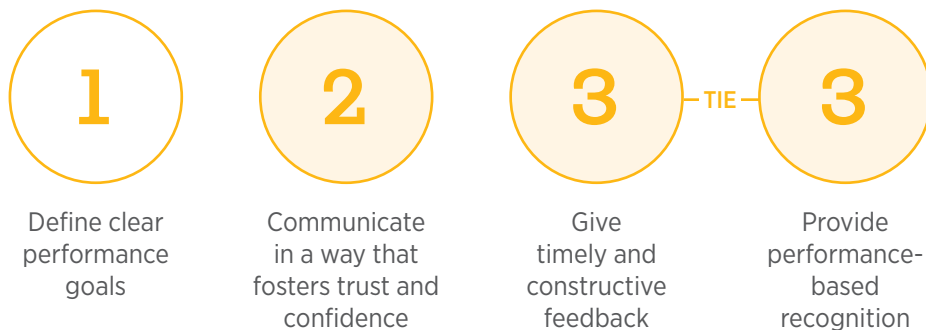 1
Define clear
performance
goals
2
Communicate
in a way that
fosters trust and
confidence
3
Give
timely and
constructive
feedback
TIE
3
Provide
performance-
based
recognition